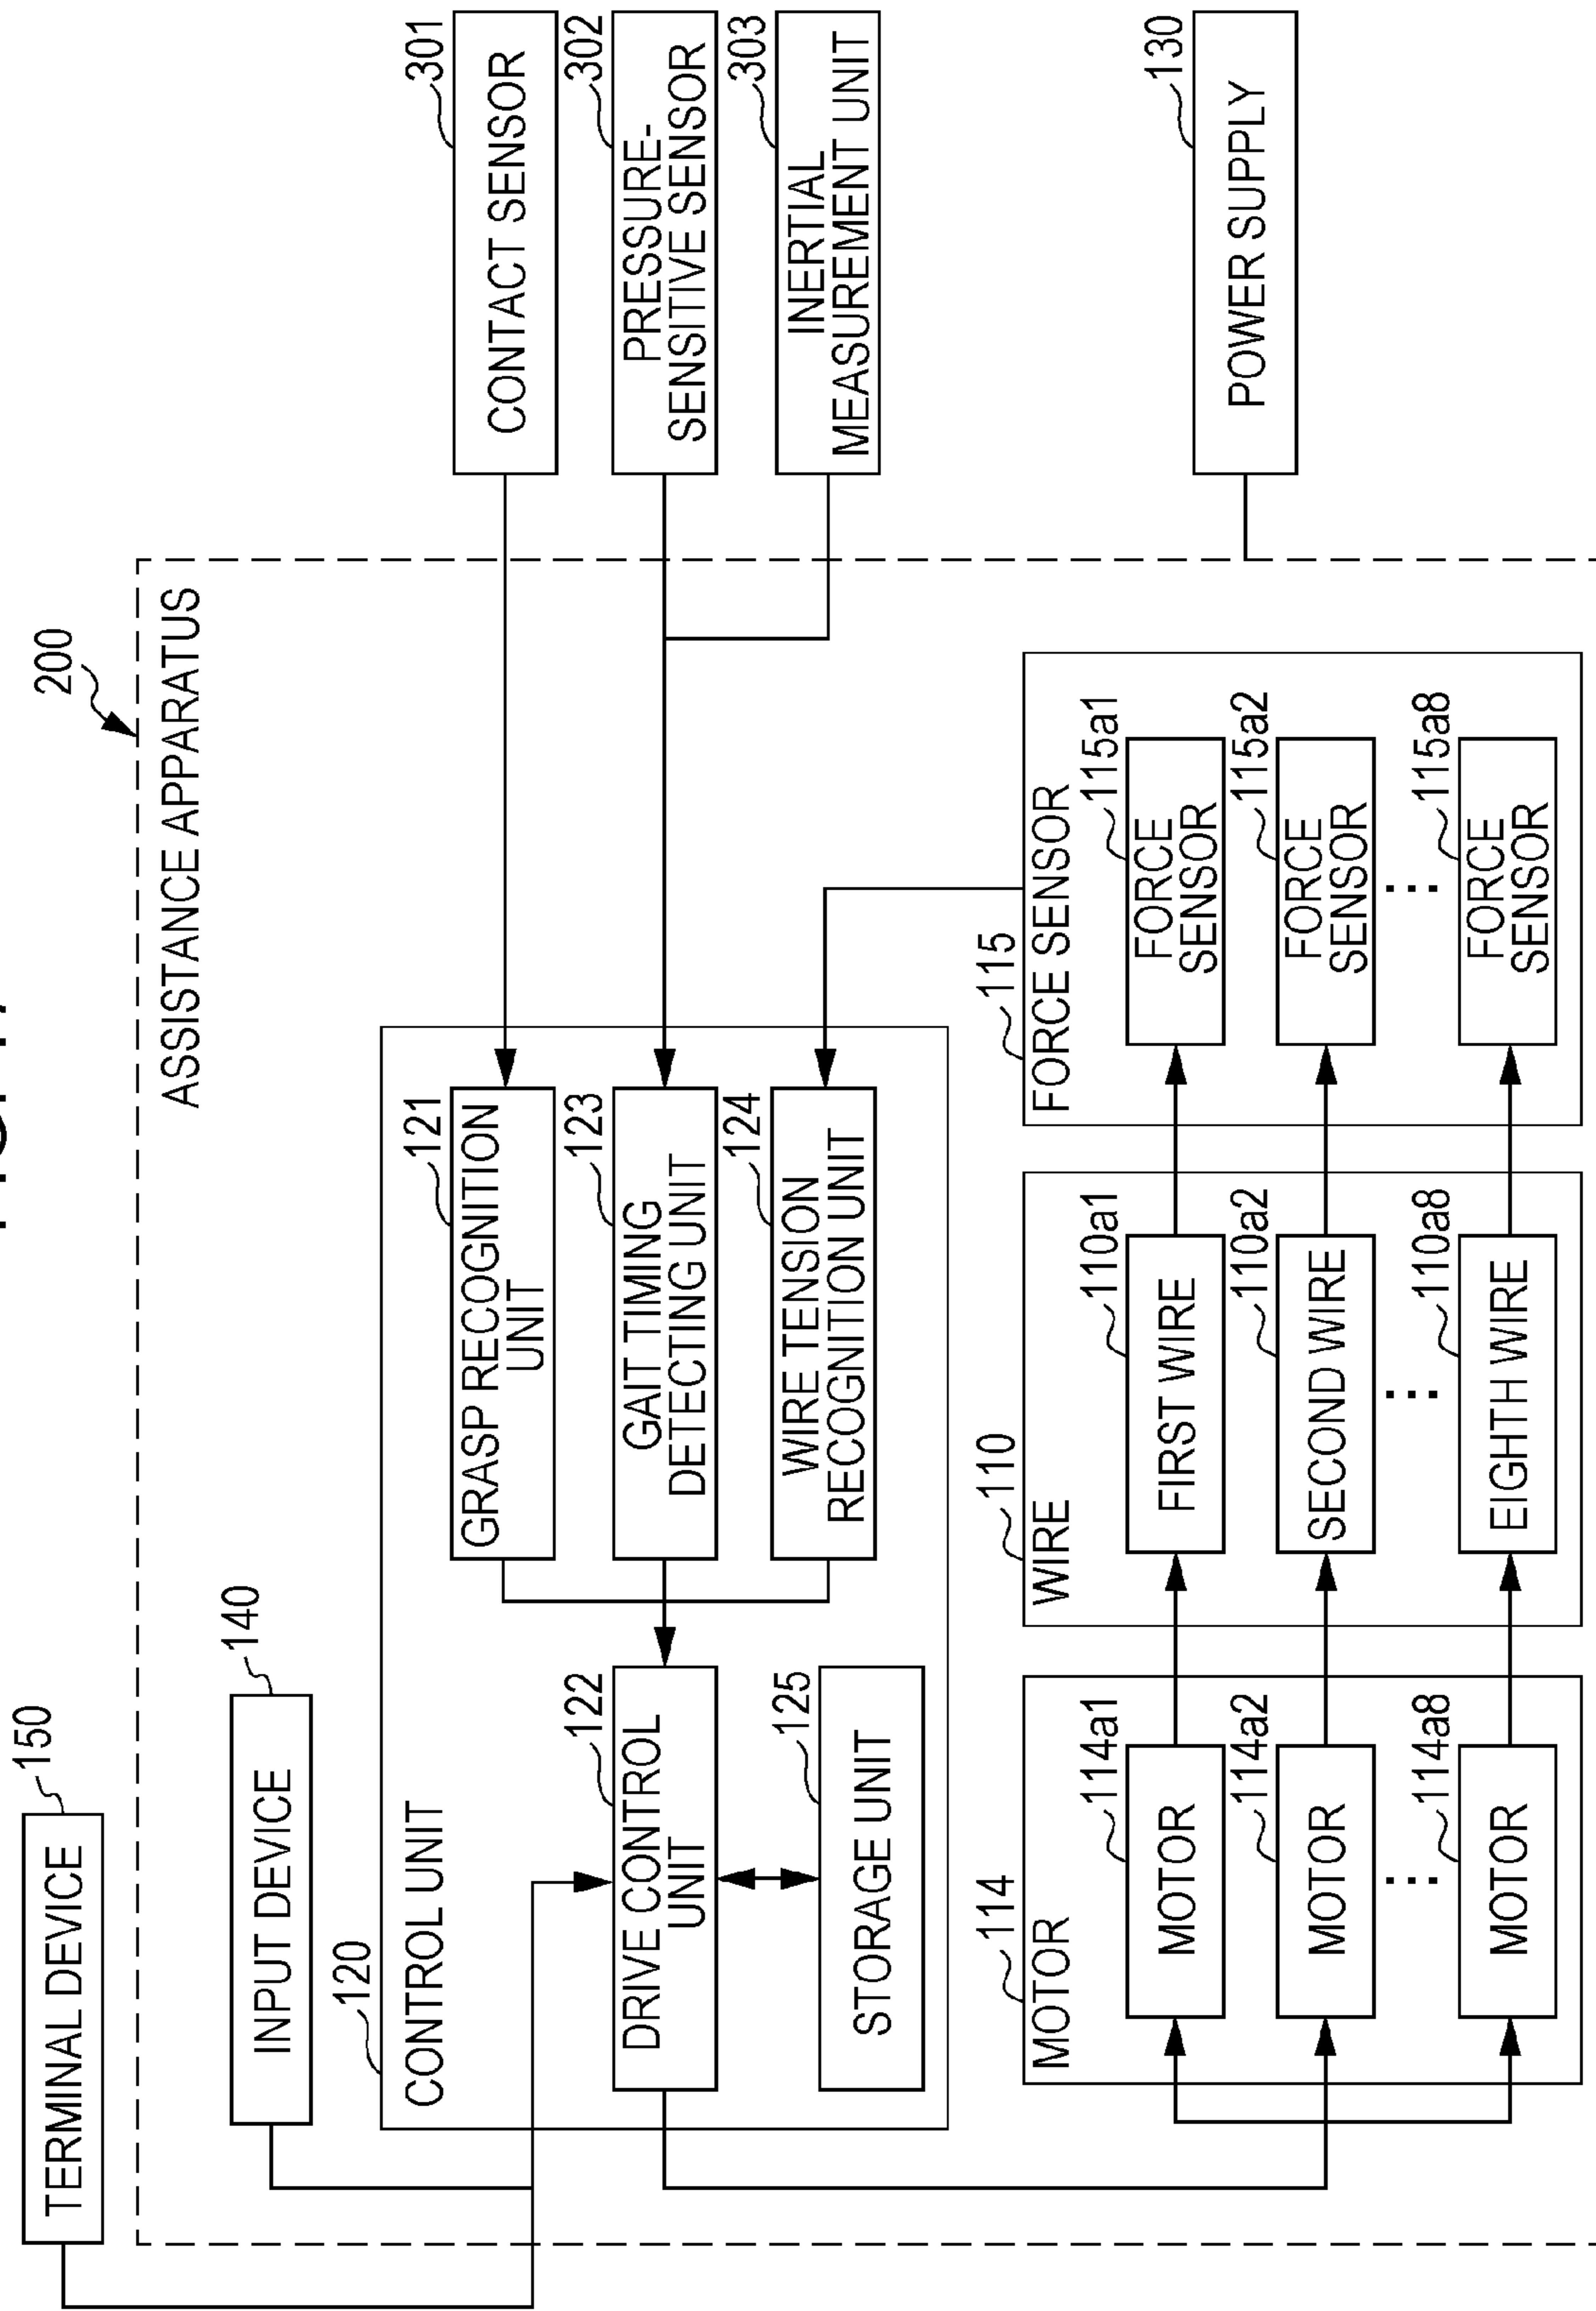 200
ASSISTANCE APPARATUS
150
TERMINAL DEVICE
140
INPUT DEVICE
120
CONTROL UNIT
122
DRIVE CONTROL
UNIT
125
STORAGE UNIT
121
GRASP RECOGNITION
UNIT
123
GAIT TIMING
DETECTING UNIT
124
WIRE TENSION
RECOGNITION UNIT
301
CONTACT SENSOR
302
PRESSURE-
SENSITIVE SENSOR
303
INERTIAL
MEASUREMENT UNIT
130
POWER SUPPLY
114
MOTOR
114a1
MOTOR
114a2
MOTOR
114a8
MOTOR
110
WIRE
110a1
FIRST WIRE
110a2
SECOND WIRE
110a8
EIGHTH WIRE
115
FORCE SENSOR
115a1
FORCE
SENSOR
115a2
FORCE
SENSOR
115a8
FORCE
SENSOR